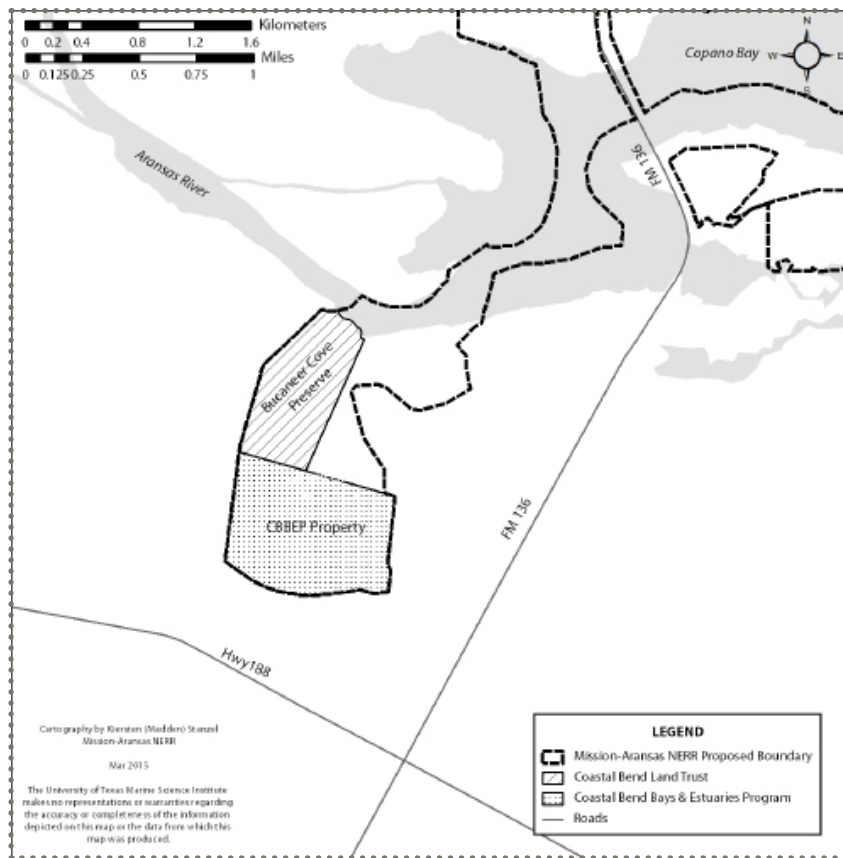 Kilometers
0 0.2 0.4 0.8 1.2 1.6
Miles
0 0.125 0.25 0.5 0.75 1
Copano Bay
N
W E
S
Aransas River
FM 136
Bucaneer Cove
Preserve
CBBEP Property
FM 136
Hwy188
Cartography by Kiersten (Madden) Stanzel
Mission-Aransas NERR
Mar 2015
The University of Texas Marine Science Institute
makes no representations or warranties regarding
the accuracy or completeness of the information
depicted on this map or the data from which this
map was produced.
LEGEND
Mission-Aransas NERR Proposed Boundary
Coastal Bend Land Trust
Coastal Bend Bays & Estuaries Program
Roads